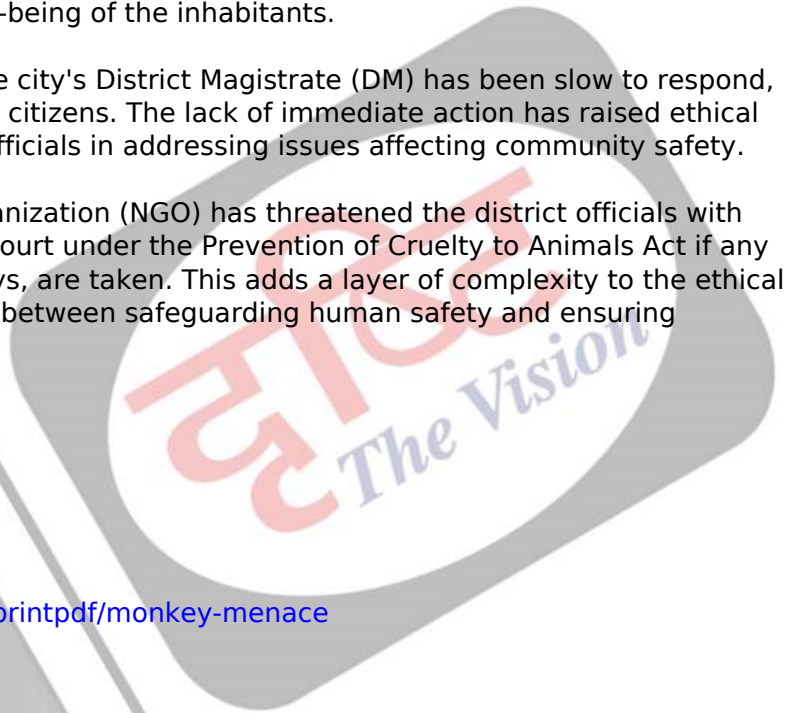 -being of the inhabitants.
e city's District Magistrate (DM) has been slow to respond,
citizens. The lack of immediate action has raised ethical
fficials in addressing issues affecting community safety.
anization (NGO) has threatened the district officials with
ourt under the Prevention of Cruelty to Animals Act if any
ys, are taken. This adds a layer of complexity to the ethical
between safeguarding human safety and ensuring
दृष्टि
The Vision
printpdf/monkey-menace